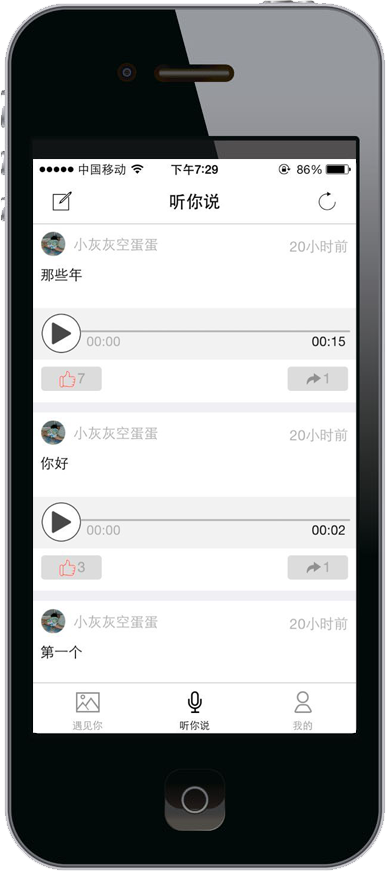 中国移动 下午7:29 86%
听你说
小灰灰空蛋蛋 20小时前
那些年
00:00 00:15
7 1
小灰灰空蛋蛋 20小时前
你好
00:00 00:02
3 1
小灰灰空蛋蛋 20小时前
第一个
遇见你 听你说 我的